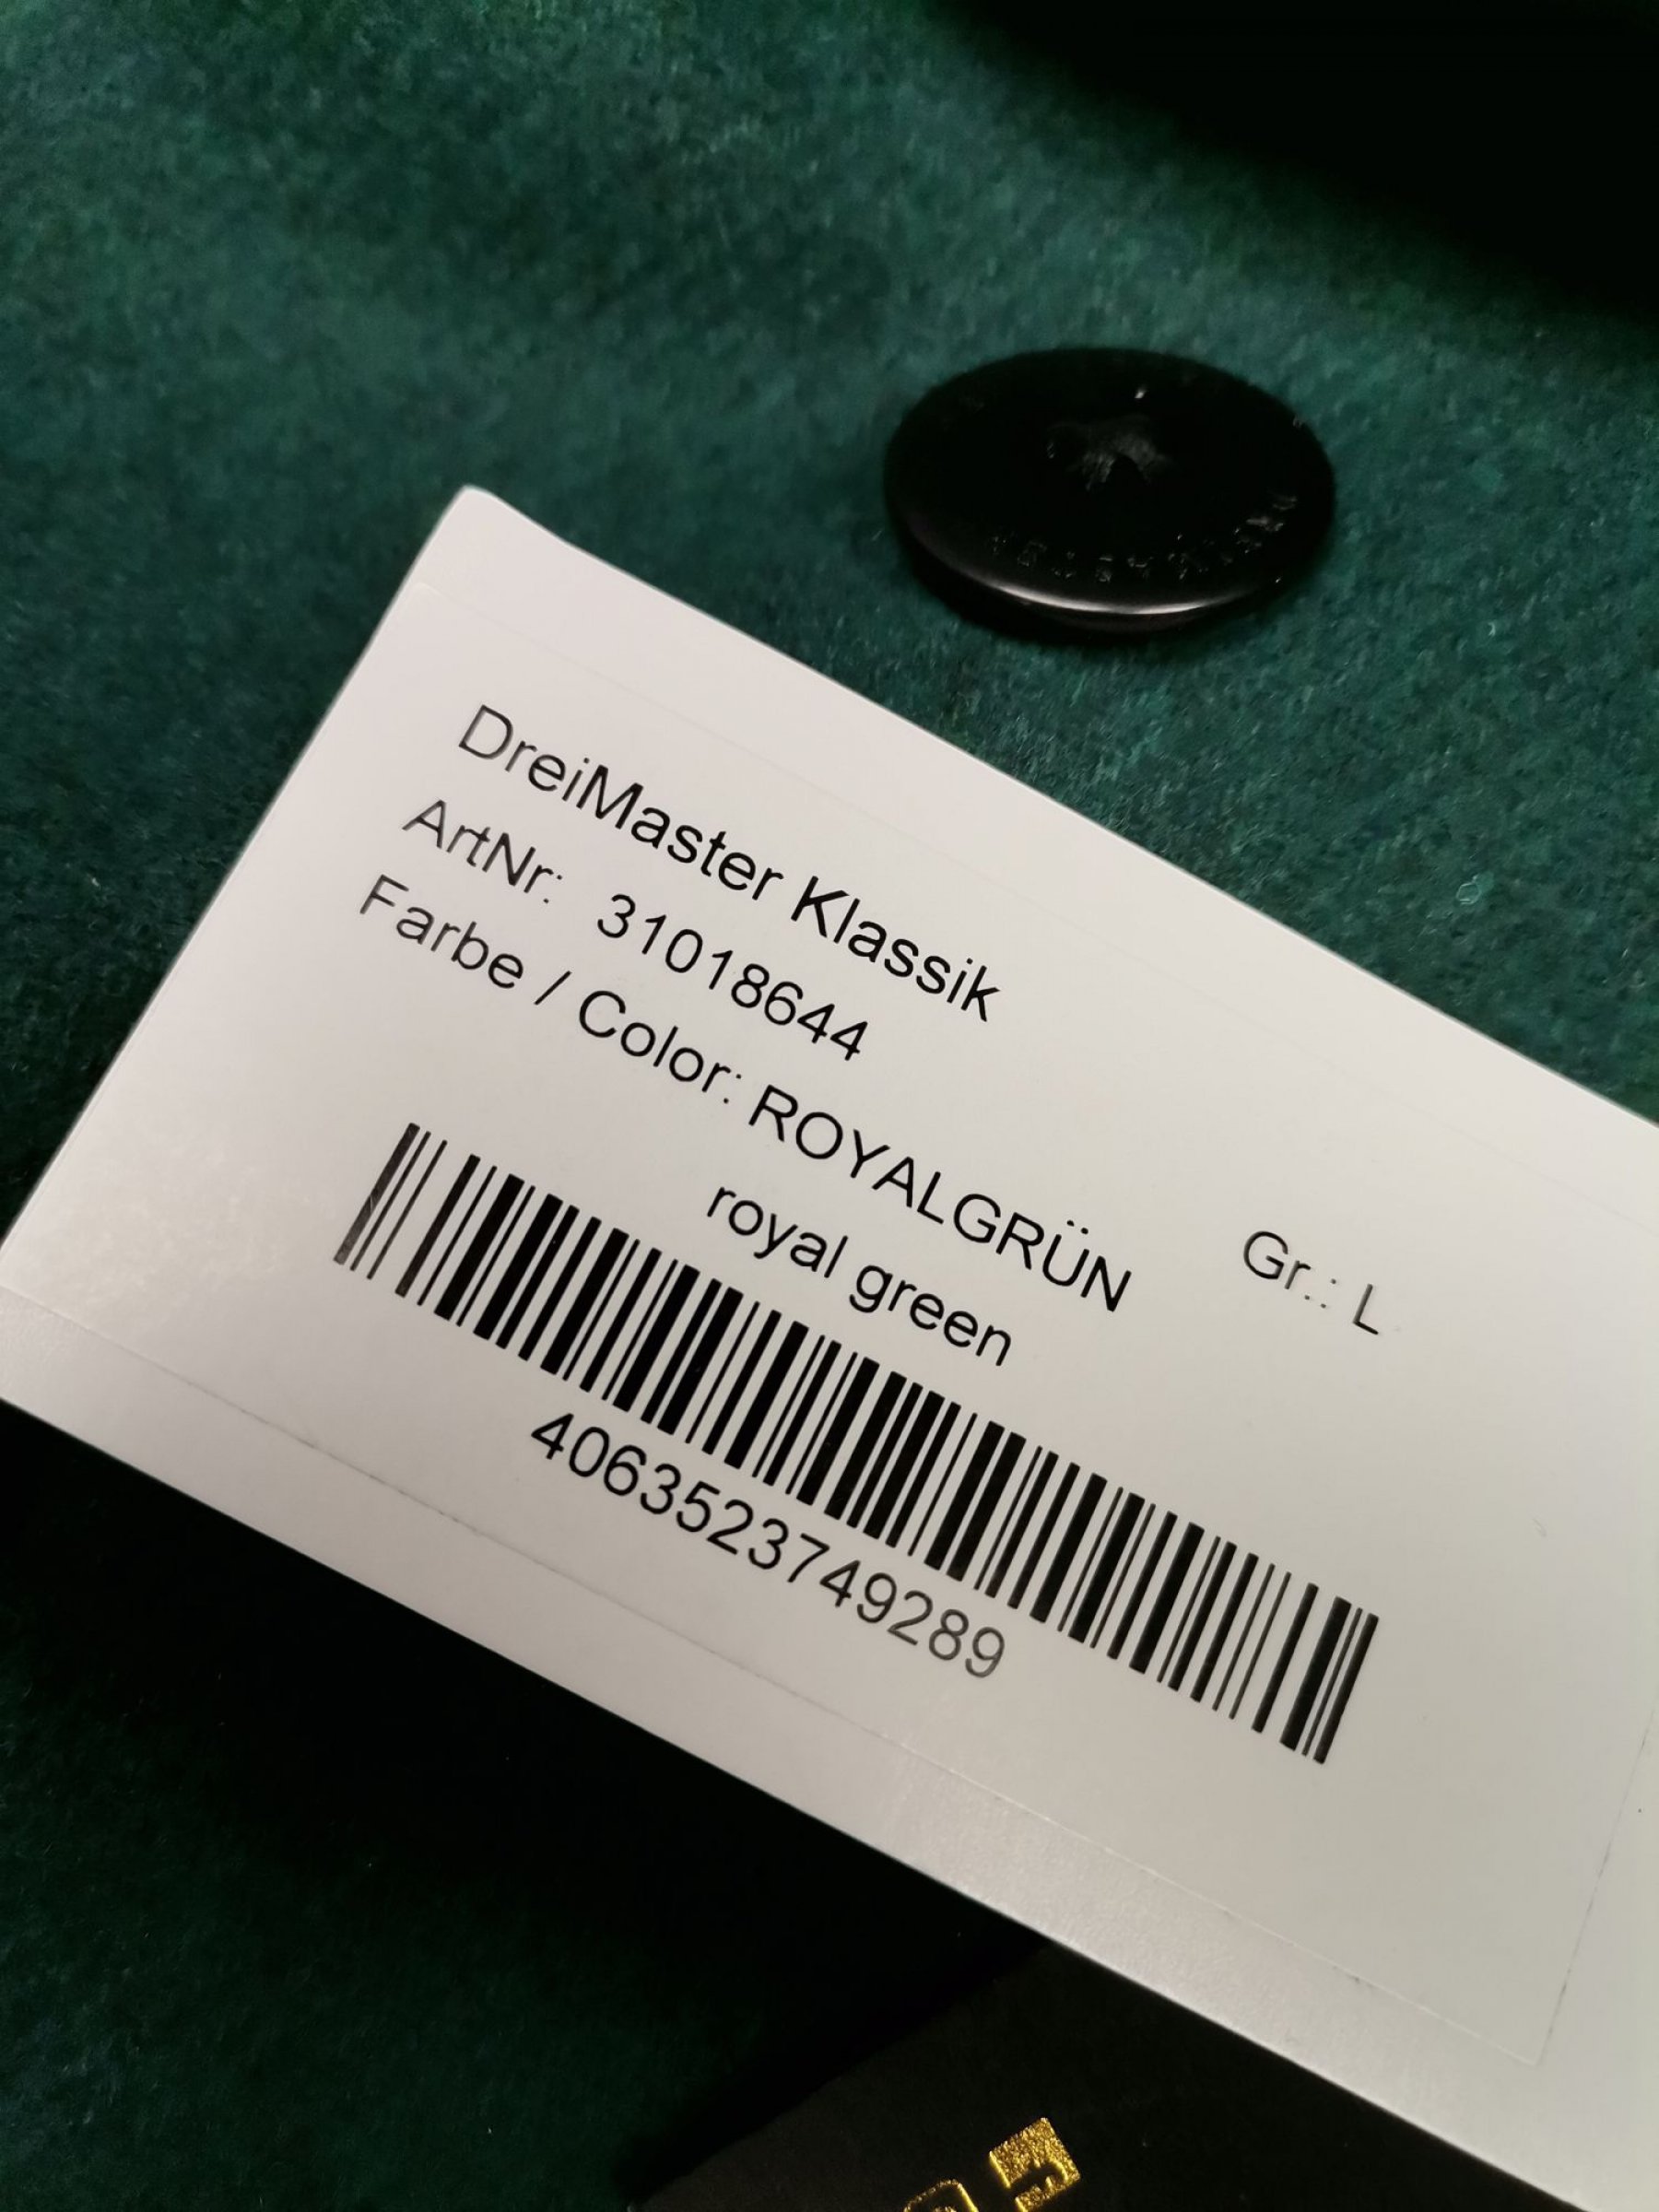 DreiMaster Klassik
ArtNr: 31018644
Farbe / Color: ROYALGRÜN Gr.: L
royal green
4063523749289